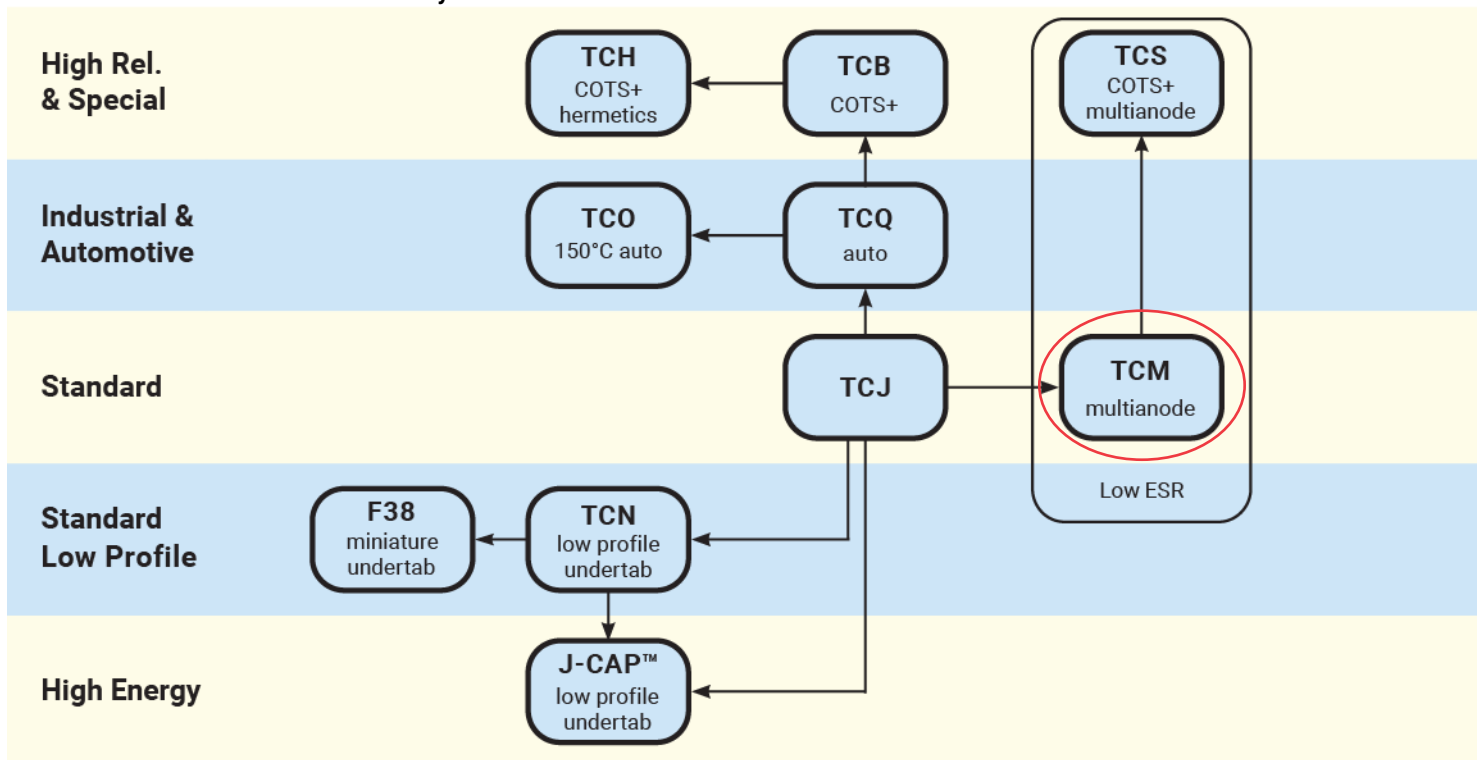 High Rel.
& Special
TCH
COTS+
hermetics
TCB
COTS+
TCS
COTS+
multianode
Industrial &
Automotive
TCO
150°C auto
TCQ
auto
Standard
TCJ
TCM
multianode
Low ESR
Standard
Low Profile
F38
miniature
undertab
TCN
low profile
undertab
High Energy
J-CAP™
low profile
undertab